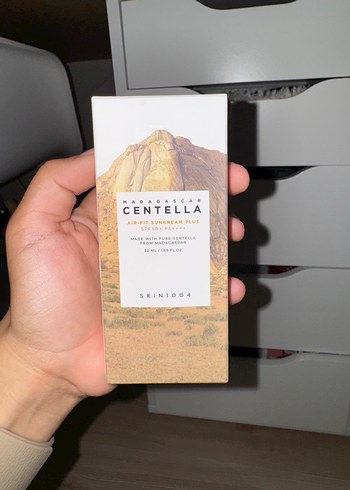 MADAGASCAR
CENTELLA
AIR-FIT SUNCREAM PLUS
SPF50+ PA++++
MADE WITH PURE CENTELLA
FROM MADAGASCAR
50 ML / 1.69 FL.OZ
SKIN1004